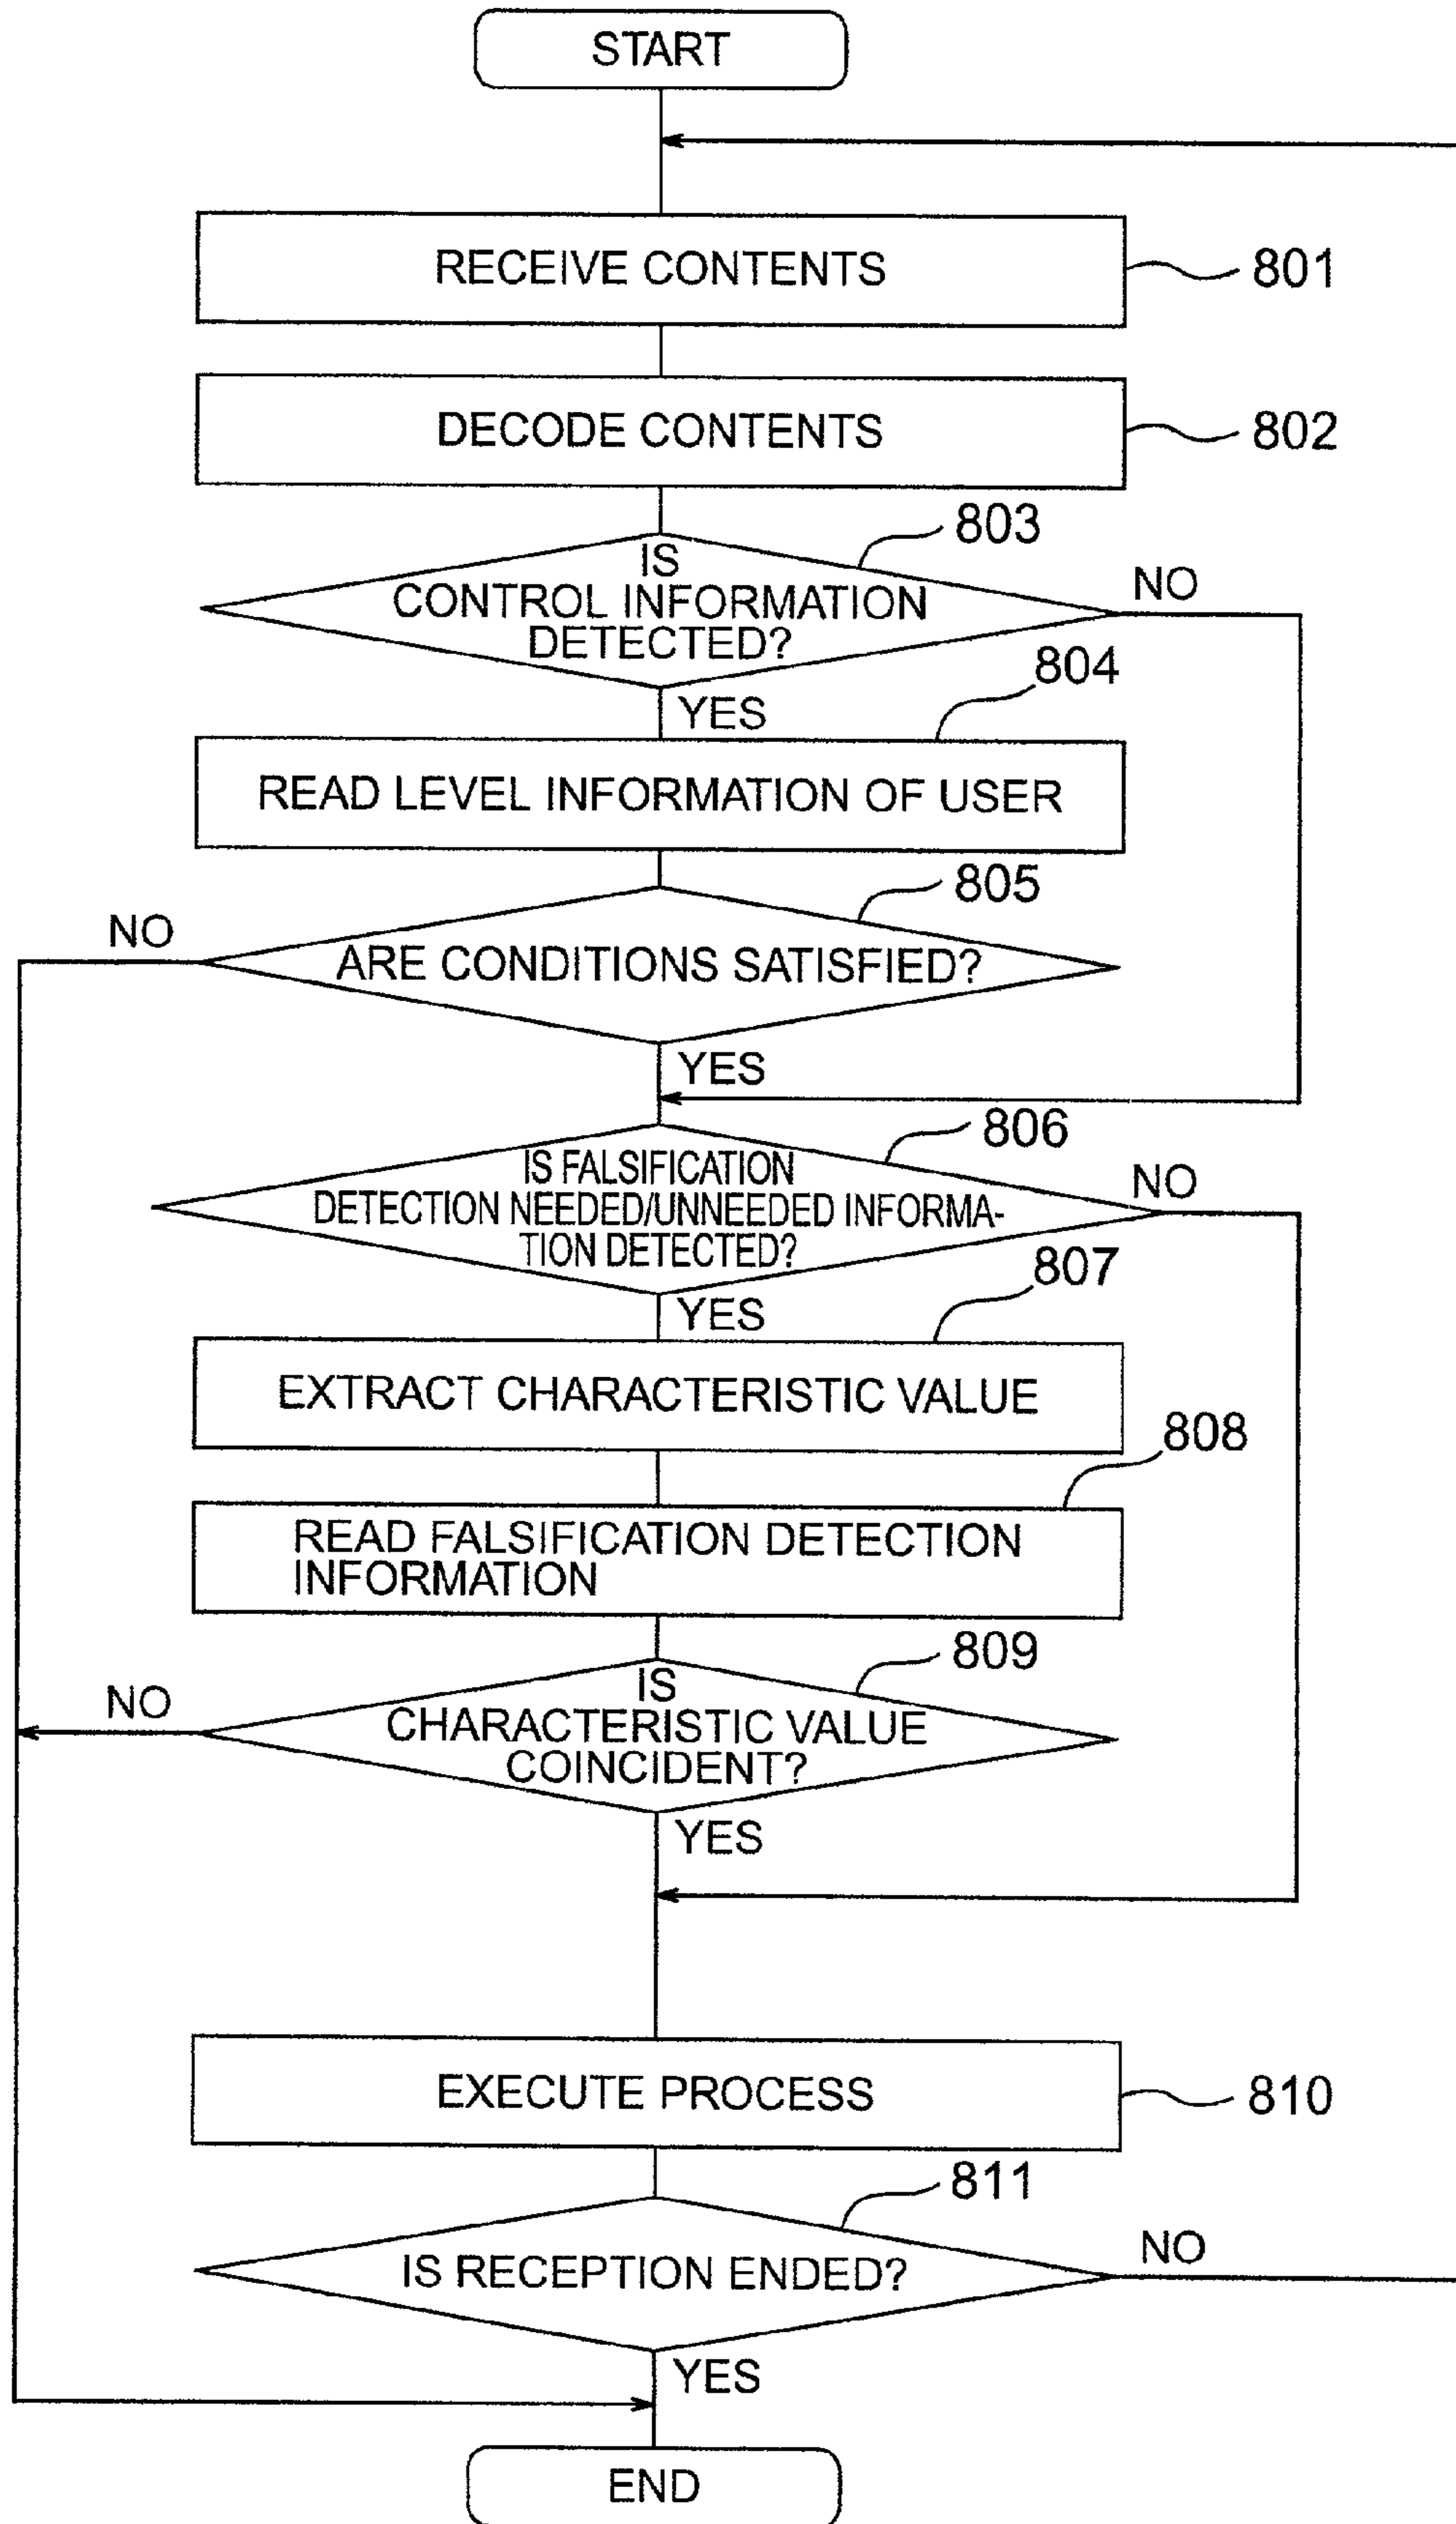 START
RECEIVE CONTENTS
801
DECODE CONTENTS
802
803
IS
CONTROL INFORMATION
DETECTED?
NO
YES
804
READ LEVEL INFORMATION OF USER
805
NO
ARE CONDITIONS SATISFIED?
YES
806
IS FALSIFICATION
DETECTION NEEDED/UNNEEDED INFORMA-
TION DETECTED?
NO
YES
807
EXTRACT CHARACTERISTIC VALUE
808
READ FALSIFICATION DETECTION
INFORMATION
809
NO
IS
CHARACTERISTIC VALUE
COINCIDENT?
YES
EXECUTE PROCESS
810
811
IS RECEPTION ENDED?
NO
YES
END